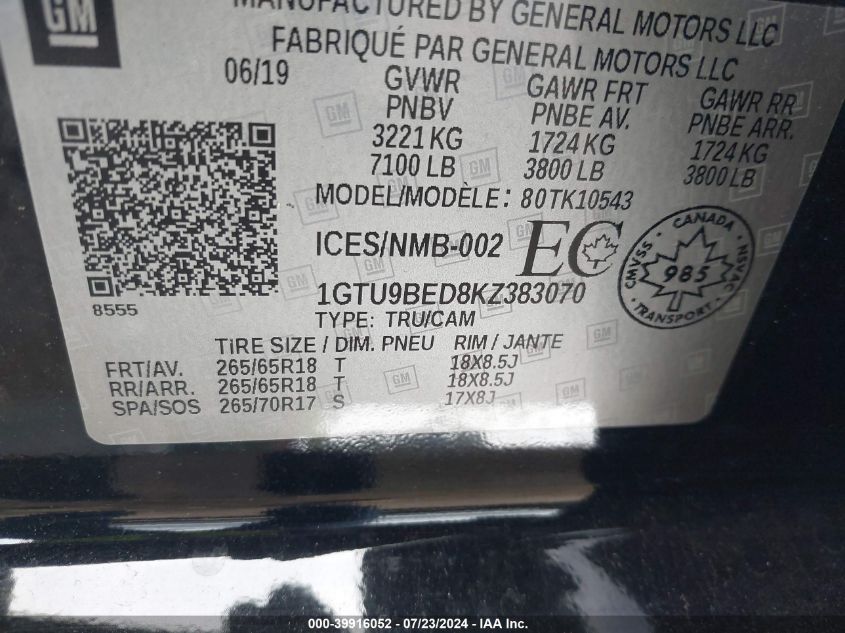 GM
MANUFACTURED BY GENERAL MOTORS LLC
FABRIQUÉ PAR GENERAL MOTORS LLC
06/19 GVWR GAWR FRT GAWR RR
PNBV PNBE AV. PNBE ARR.
3221 KG 1724 KG 1724 KG
7100 LB 3800 LB 3800 LB
MODEL/MODÈLE: 80TK10543
ICES/NMB-002 EC
CANADA
CMVSS 985 NSVAC
TRANSPORT
8555
1GTU9BED8KZ383070
TYPE: TRU/CAM
TIRE SIZE / DIM. PNEU RIM / JANTE
FRT/AV. 265/65R18 T 18X8.5J
RR/ARR. 265/65R18 T 18X8.5J
SPA/SOS 265/70R17 S 17X8J
000-39916052 - 07/23/2024 - IAA Inc.